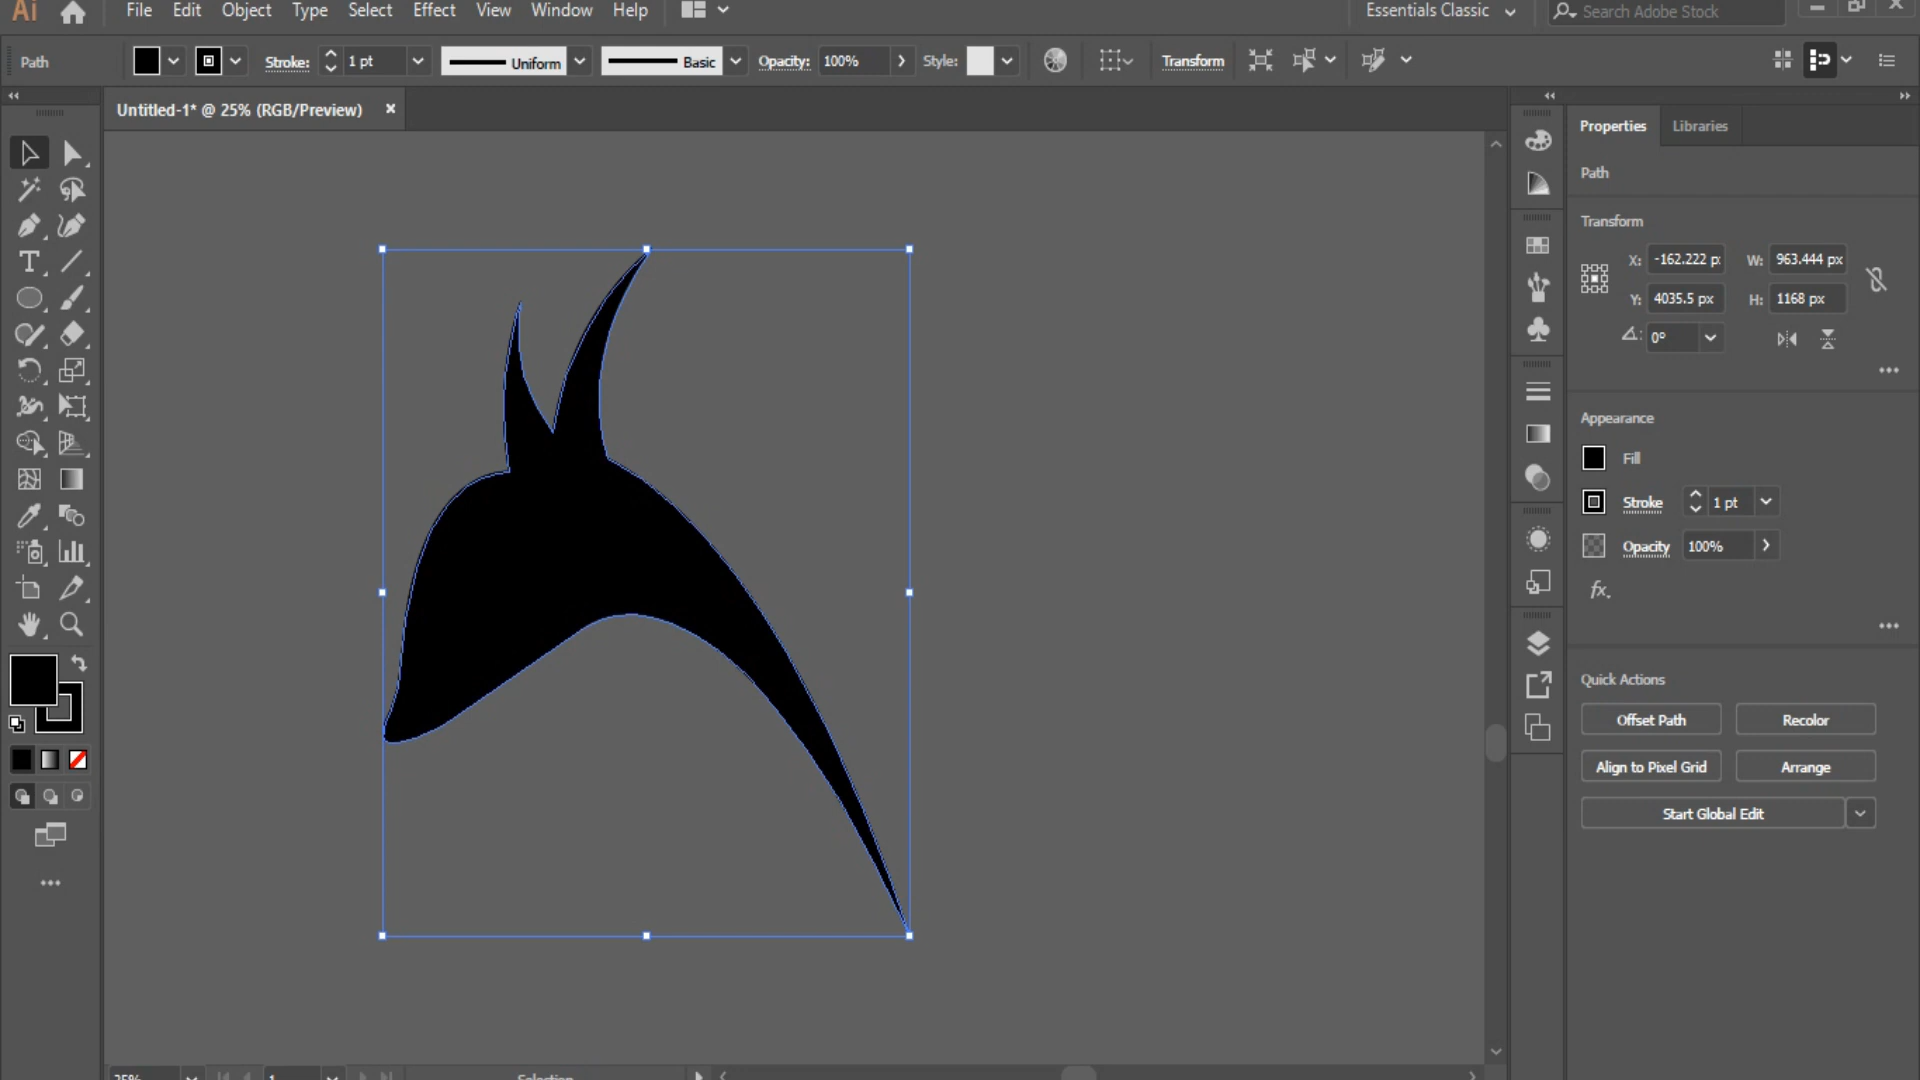 Ai File Edit Object Type Select Effect View Window Help Essentials Classic Search Adobe Stock
Path Stroke: 1 pt Uniform Basic Opacity: 100% Style: Transform
Untitled-1* @ 25% (RGB/Preview) ×
Properties Libraries
Path
Transform
X: -162.222 p: W: 963.444 px
Y: 4035.5 px H: 1168 px
0°
Appearance
Fill
Stroke 1 pt
Opacity 100%
fx.
Quick Actions
Offset Path Recolor
Align to Pixel Grid Arrange
Start Global Edit
25% 1 Selection